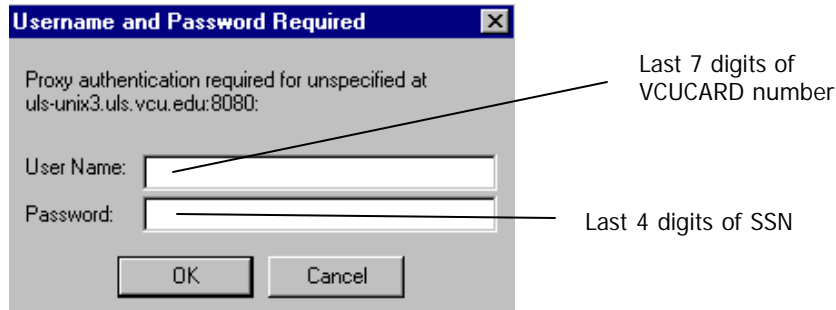 Username and Password Required
Proxy authentication required for unspecified at
uls-unix3.uls.vcu.edu:8080:
Last 7 digits of
VCUCARD number
User Name:
Password:
Last 4 digits of SSN
OK
Cancel